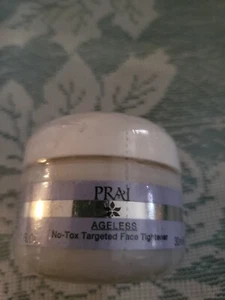 PRAI
AGELESS
No-Tox Targeted Face Tightener